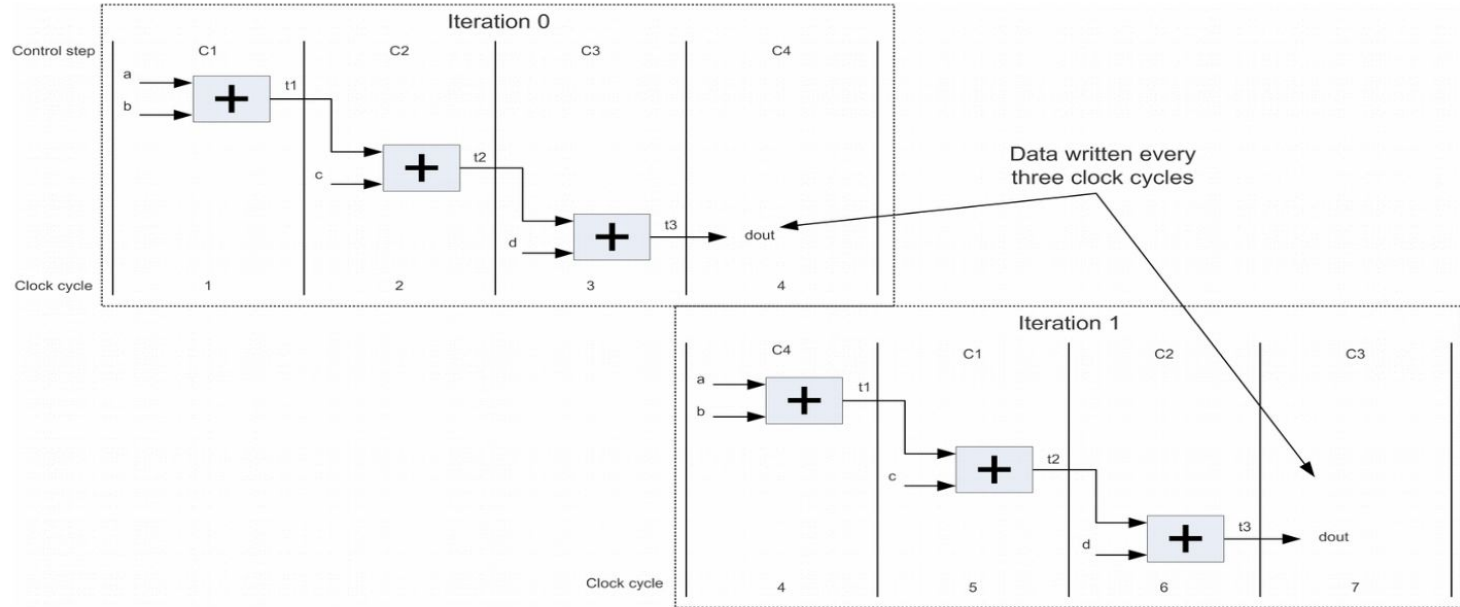 Iteration 0
Control step C1 C2 C3 C4
a
t1
+
b
t2
+
c
Data written every
three clock cycles
t3
+
dout
d
Clock cycle 1 2 3 4
Iteration 1
C4 C1 C2 C3
a
t1
+
b
t2
+
c
t3
+
dout
d
Clock cycle 4 5 6 7